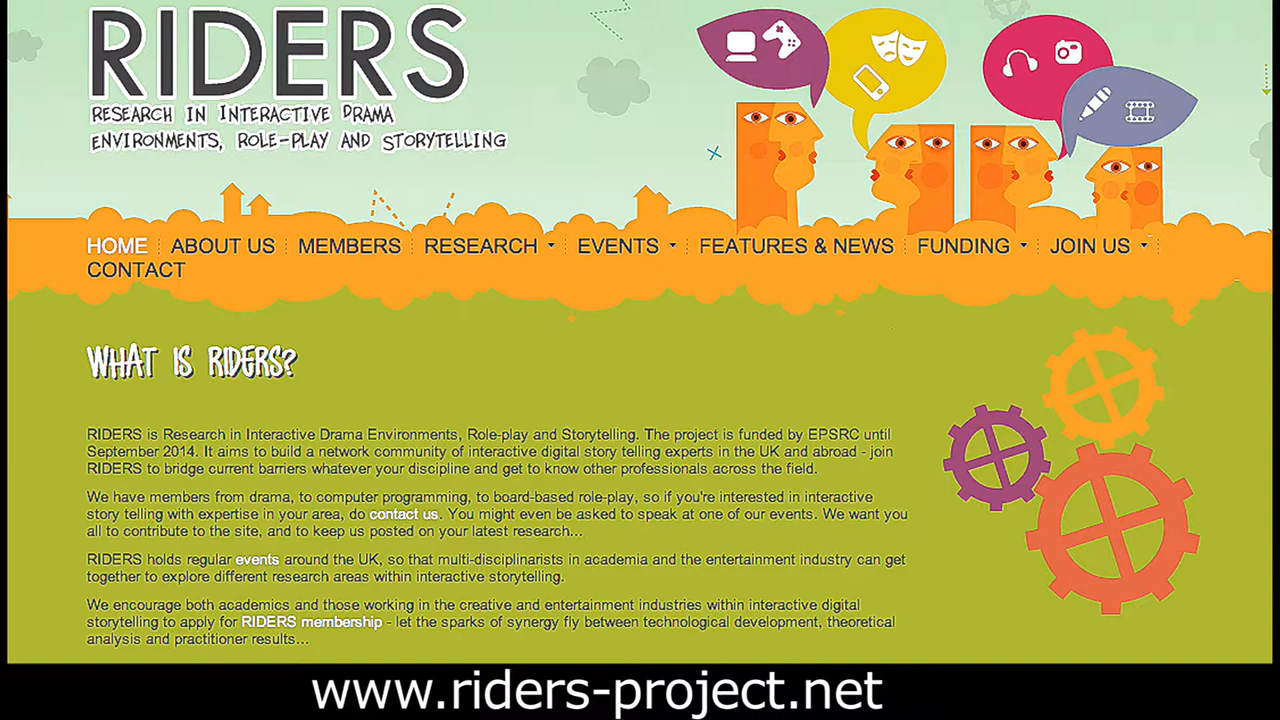 RIDERS
RESEARCH IN INTERACTIVE DRAMA
ENVIRONMENTS, ROLE-PLAY AND STORYTELLING
HOME ABOUT US MEMBERS RESEARCH EVENTS FEATURES & NEWS FUNDING JOIN US
CONTACT
WHAT IS RIDERS?
RIDERS is Research in Interactive Drama Environments, Role-play and Storytelling. The project is funded by EPSRC until
September 2014. It aims to build a network community of interactive digital story telling experts in the UK and abroad - join
RIDERS to bridge current barriers whatever your discipline and get to know other professionals across the field.
We have members from drama, to computer programming, to board-based role-play, so if you're interested in interactive
story telling with expertise in your area, do contact us. You might even be asked to speak at one of our events. We want you
all to contribute to the site, and to keep us posted on your latest research...
RIDERS holds regular events around the UK, so that multi-disciplinarists in academia and the entertainment industry can get
together to explore different research areas within interactive storytelling.
We encourage both academics and those working in the creative and entertainment industries within interactive digital
storytelling to apply for RIDERS membership - let the sparks of synergy fly between technological development, theoretical
analysis and practitioner results...
www.riders-project.net